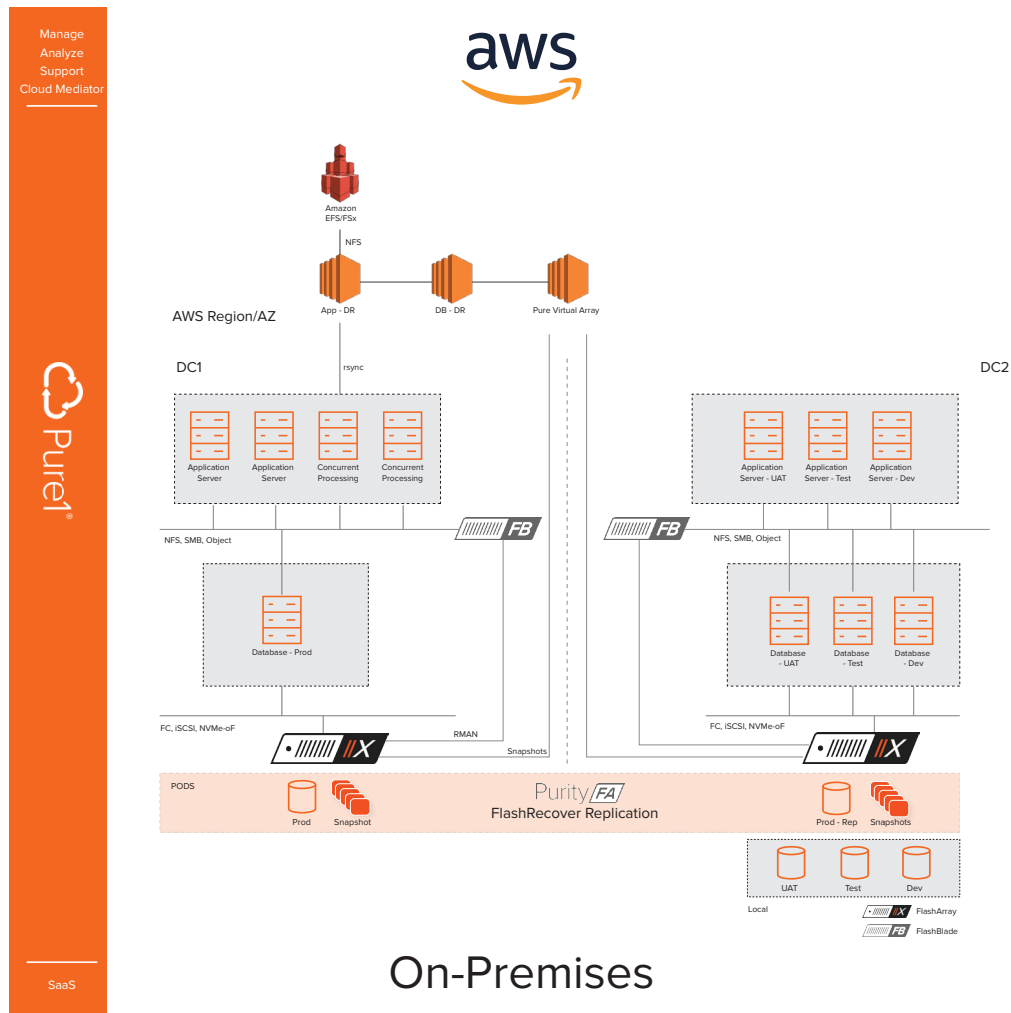 Manage
Analyze
Support
Cloud Mediator
aws
Amazon
EFS/FSx
NFS
App - DR
DB - DR
Pure Virtual Array
AWS Region/AZ
rsync
DC1
DC2
Application
Server
Application
Server
Concurrent
Processing
Concurrent
Processing
Application
Server - UAT
Application
Server - Test
Application
Server - Dev
Pure1®
FB
FB
NFS, SMB, Object
NFS, SMB, Object
Database - Prod
Database
- UAT
Database
- Test
Database
- Dev
FC, iSCSI, NVMe-oF
FC, iSCSI, NVMe-oF
RMAN
Snapshots
//X
//X
PODS
Prod
Snapshot
Purity//FA
FlashRecover Replication
Prod - Rep
Snapshots
UAT
Test
Dev
Local
//X FlashArray
FB FlashBlade
On-Premises
SaaS